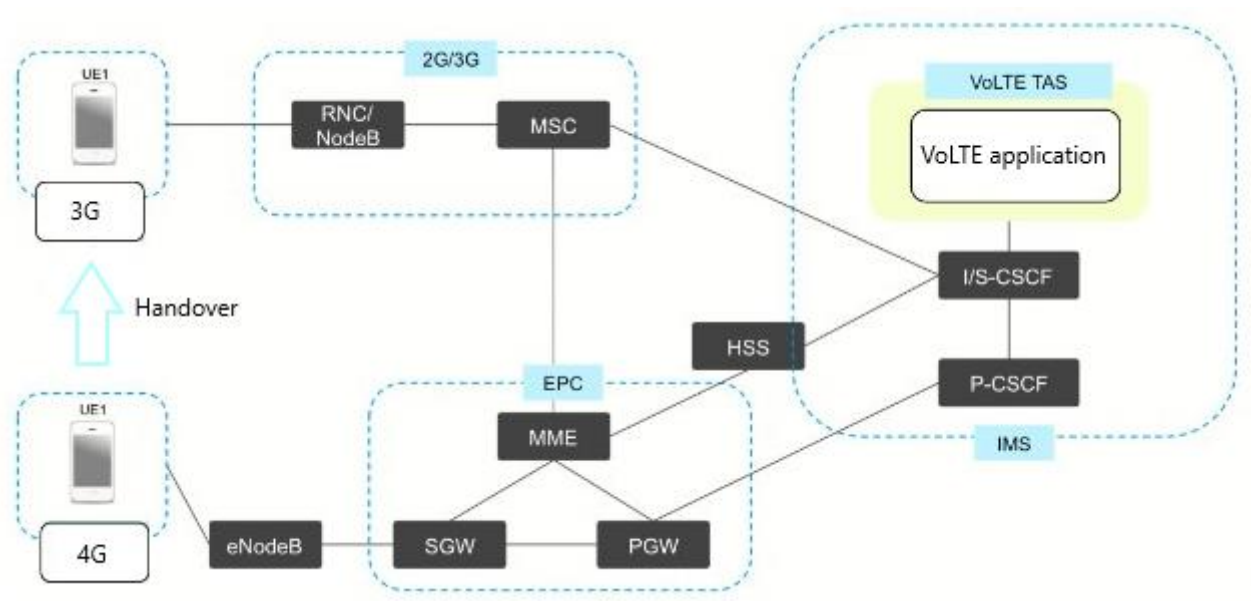 2G/3G
UE1
VoLTE TAS
RNC/
NodeB
MSC
VoLTE application
3G
I/S-CSCF
Handover
HSS
EPC
P-CSCF
UE1
MME
IMS
eNodeB
SGW
PGW
4G